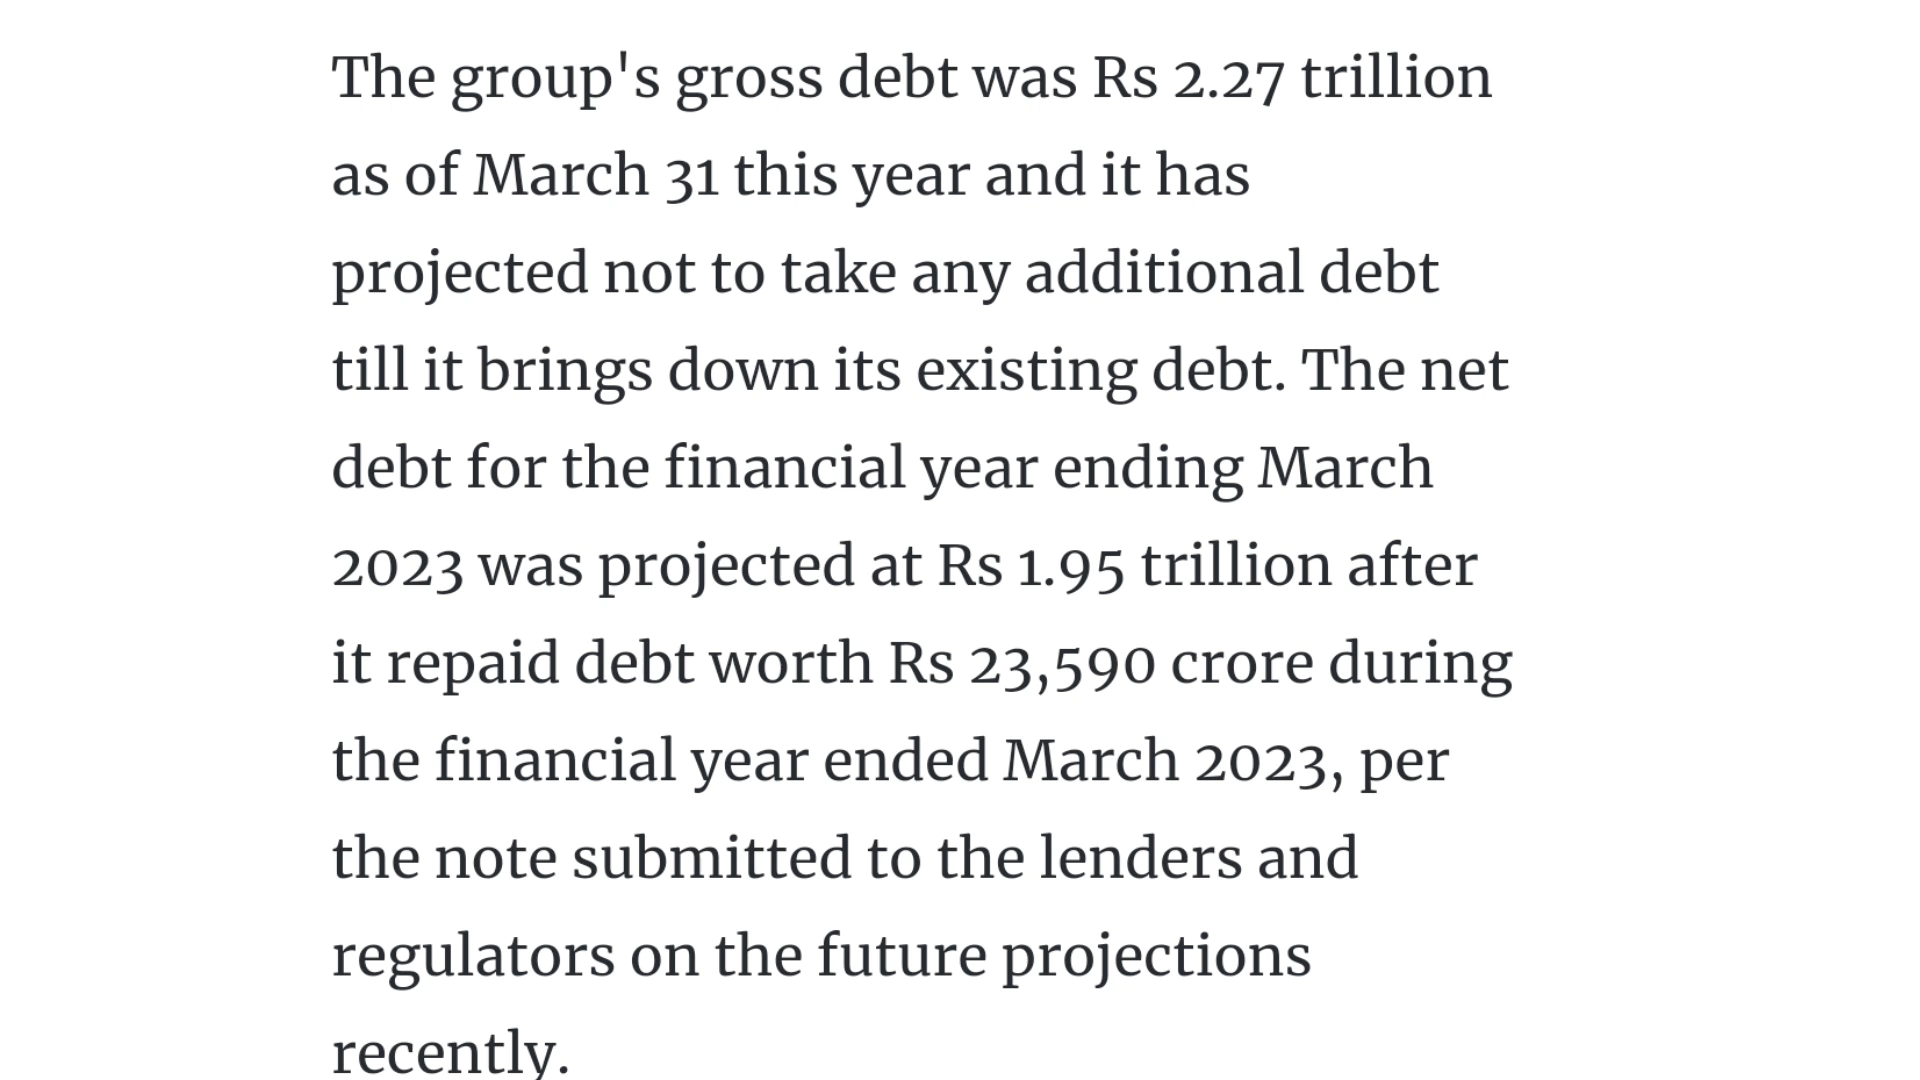 The group's gross debt was Rs 2.27 trillion
as of March 31 this year and it has
projected not to take any additional debt
till it brings down its existing debt. The net
debt for the financial year ending March
2023 was projected at Rs 1.95 trillion after
it repaid debt worth Rs 23,590 crore during
the financial year ended March 2023, per
the note submitted to the lenders and
regulators on the future projections
recently.